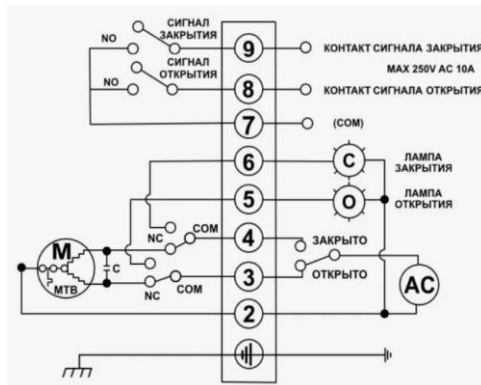 СИГНАЛ
ЗАКРЫТИЯ
NO
9
КОНТАКТ СИГНАЛА ЗАКРЫТИЯ
СИГНАЛ
ОТКРЫТИЯ
MAX 250V AC 10A
NO
8
КОНТАКТ СИГНАЛА ОТКРЫТИЯ
7
(COM)
6
C
ЛАМПА
ЗАКРЫТИЯ
5
O
ЛАМПА
ОТКРЫТИЯ
NC
COM
4
ЗАКРЫТО
M
C
MTB
NC
COM
3
ОТКРЫТО
AC
2